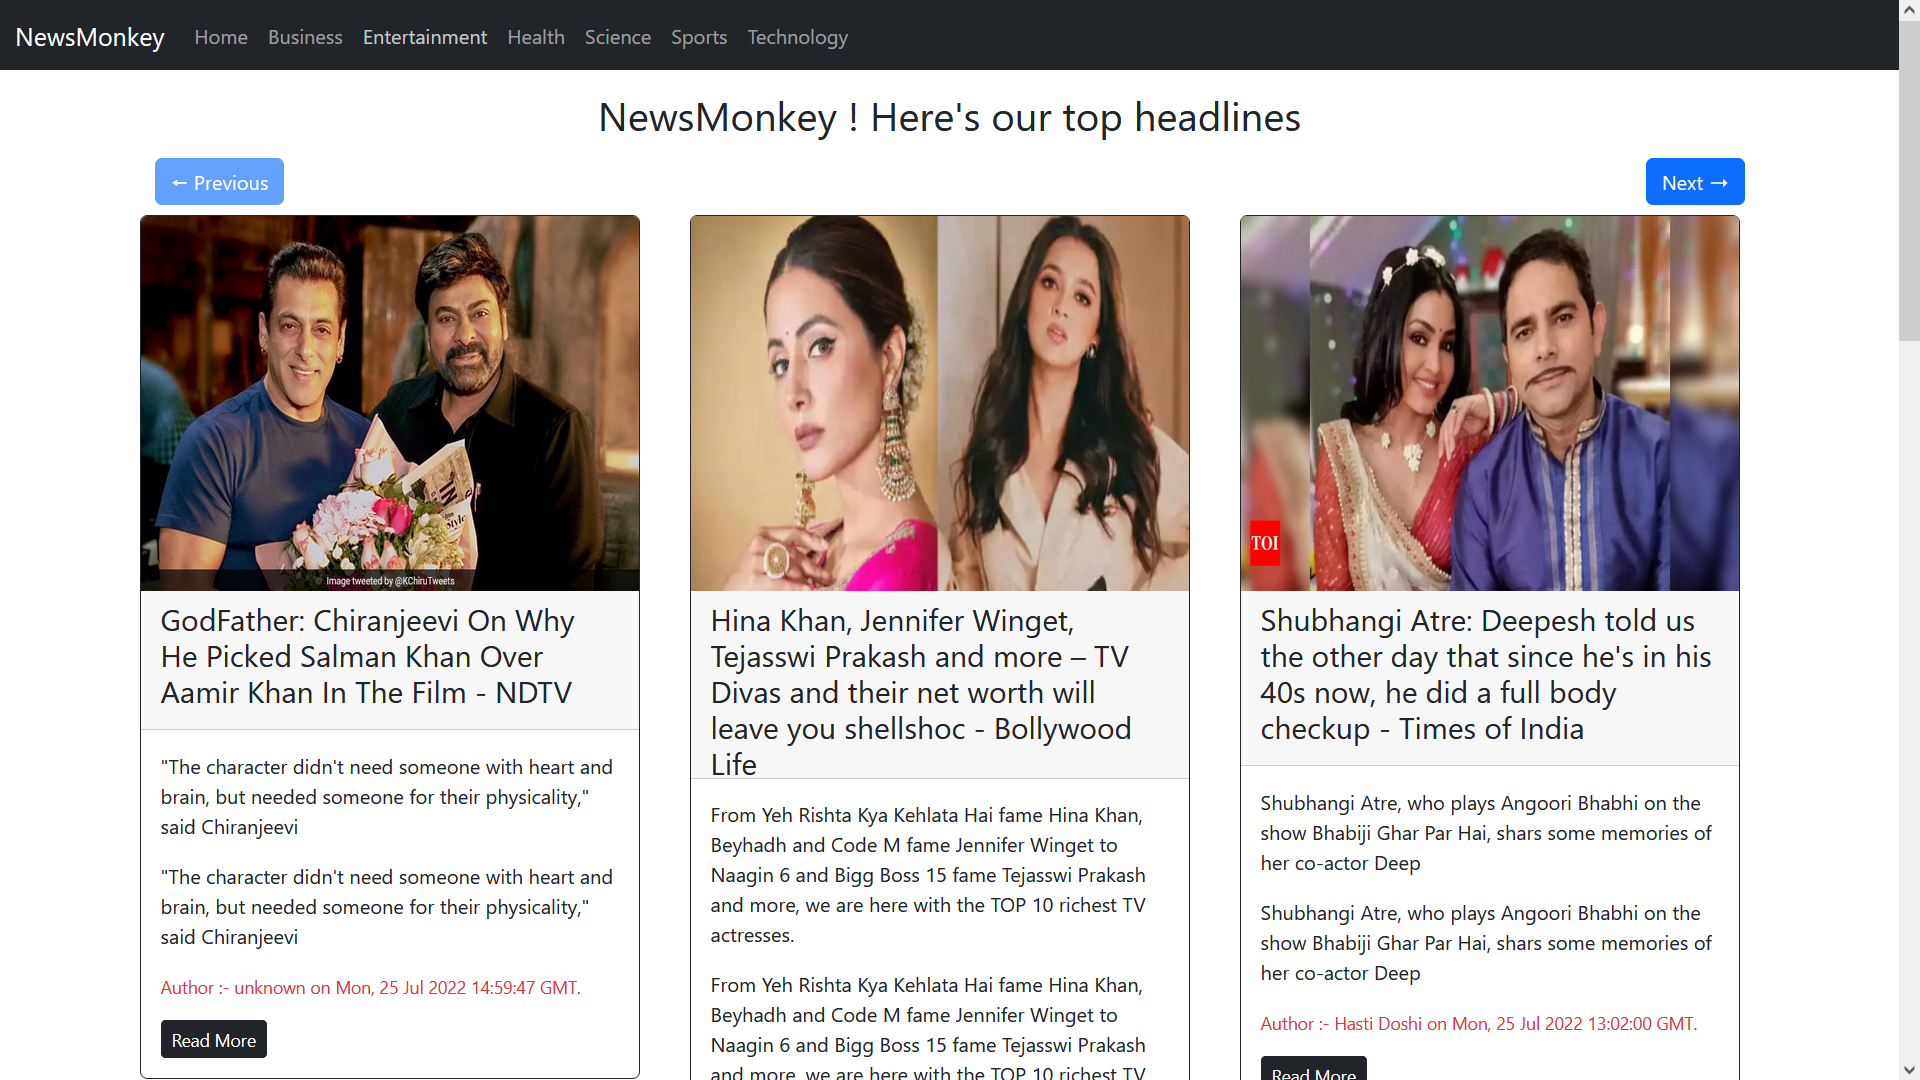 NewsMonkey Home Business Entertainment Health Science Sports Technology
NewsMonkey ! Here's our top headlines
← Previous
Next →
Image tweeted by @KChiruTweets
GodFather: Chiranjeevi On Why
He Picked Salman Khan Over
Aamir Khan In The Film - NDTV
"The character didn't need someone with heart and
brain, but needed someone for their physicality,"
said Chiranjeevi
"The character didn't need someone with heart and
brain, but needed someone for their physicality,"
said Chiranjeevi
Author :- unknown on Mon, 25 Jul 2022 14:59:47 GMT.
Read More
Hina Khan, Jennifer Winget,
Tejasswi Prakash and more – TV
Divas and their net worth will
leave you shellshoc - Bollywood
Life
From Yeh Rishta Kya Kehlata Hai fame Hina Khan,
Beyhadh and Code M fame Jennifer Winget to
Naagin 6 and Bigg Boss 15 fame Tejasswi Prakash
and more, we are here with the TOP 10 richest TV
actresses.
From Yeh Rishta Kya Kehlata Hai fame Hina Khan,
Beyhadh and Code M fame Jennifer Winget to
Naagin 6 and Bigg Boss 15 fame Tejasswi Prakash
and more, we are here with the TOP 10 richest TV
TOI
Shubhangi Atre: Deepesh told us
the other day that since he's in his
40s now, he did a full body
checkup - Times of India
Shubhangi Atre, who plays Angoori Bhabhi on the
show Bhabiji Ghar Par Hai, shars some memories of
her co-actor Deep
Shubhangi Atre, who plays Angoori Bhabhi on the
show Bhabiji Ghar Par Hai, shars some memories of
her co-actor Deep
Author :- Hasti Doshi on Mon, 25 Jul 2022 13:02:00 GMT.
Read More